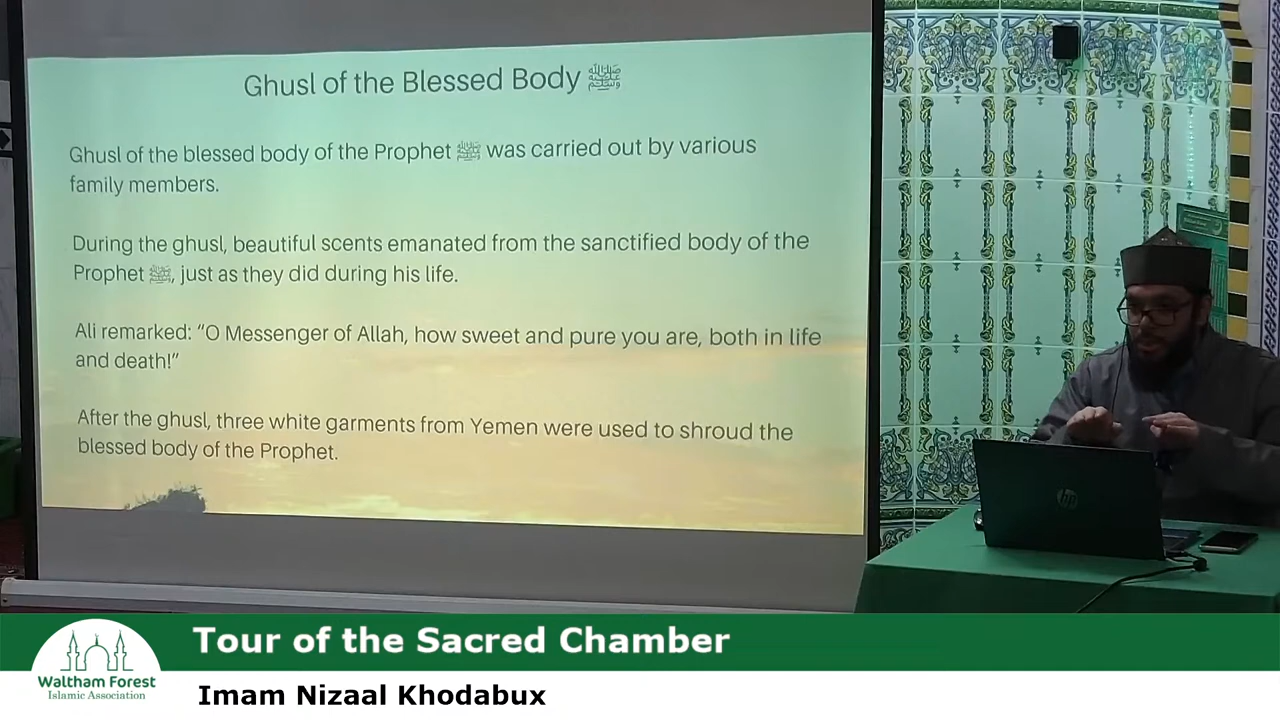 Ghusl of the Blessed Body ﷺ
Ghusl of the blessed body of the Prophet ﷺ was carried out by various
family members.
During the ghusl, beautiful scents emanated from the sanctified body of the
Prophet ﷺ, just as they did during his life.
Ali remarked: “O Messenger of Allah, how sweet and pure you are, both in life
and death!”
After the ghusl, three white garments from Yemen were used to shroud the
blessed body of the Prophet.
hp
Tour of the Sacred Chamber
Waltham Forest
Islamic Association
Imam Nizaal Khodabux